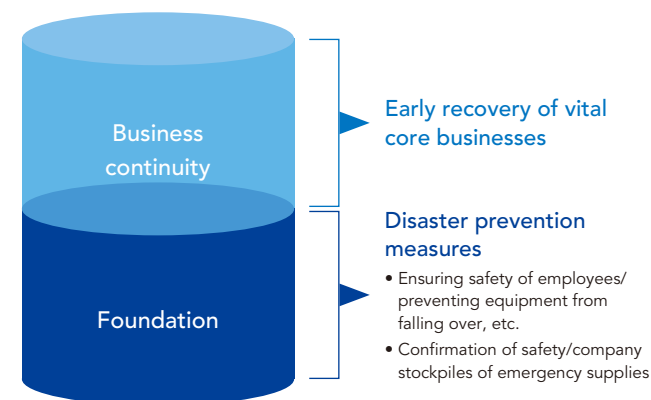 Business
continuity
Early recovery of vital
core businesses
Foundation
Disaster prevention
measures
• Ensuring safety of employees/
preventing equipment from
falling over, etc.
• Confirmation of safety/company
stockpiles of emergency supplies